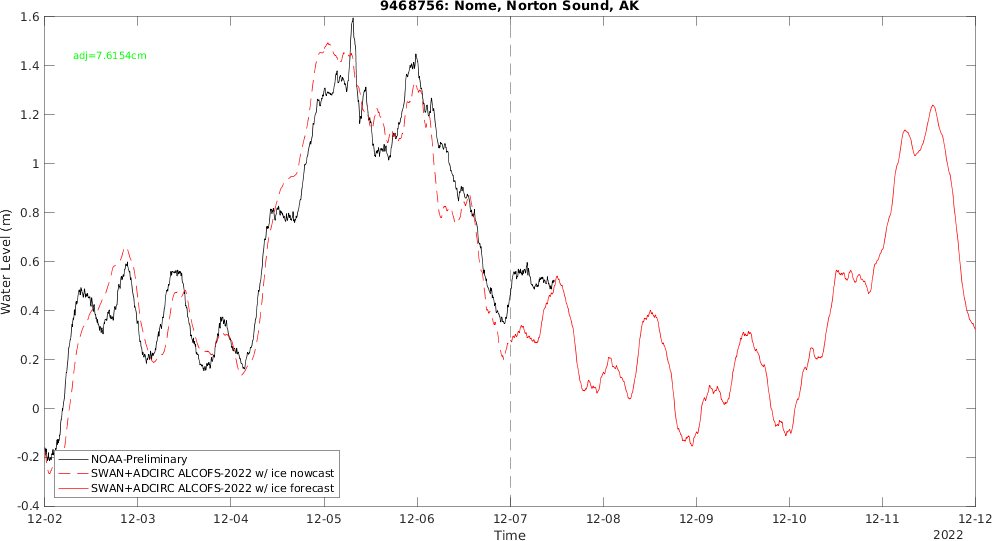 9468756: Nome, Norton Sound, AK
adj=7.6154cm
Water Level (m)
1.6
1.4
1.2
1
0.8
0.6
0.4
0.2
0
-0.2
-0.4
NOAA-Preliminary
SWAN+ADCIRC ALCOFS-2022 w/ ice nowcast
SWAN+ADCIRC ALCOFS-2022 w/ ice forecast
12-02 12-03 12-04 12-05 12-06 12-07 12-08 12-09 12-10 12-11 12-12
Time
2022